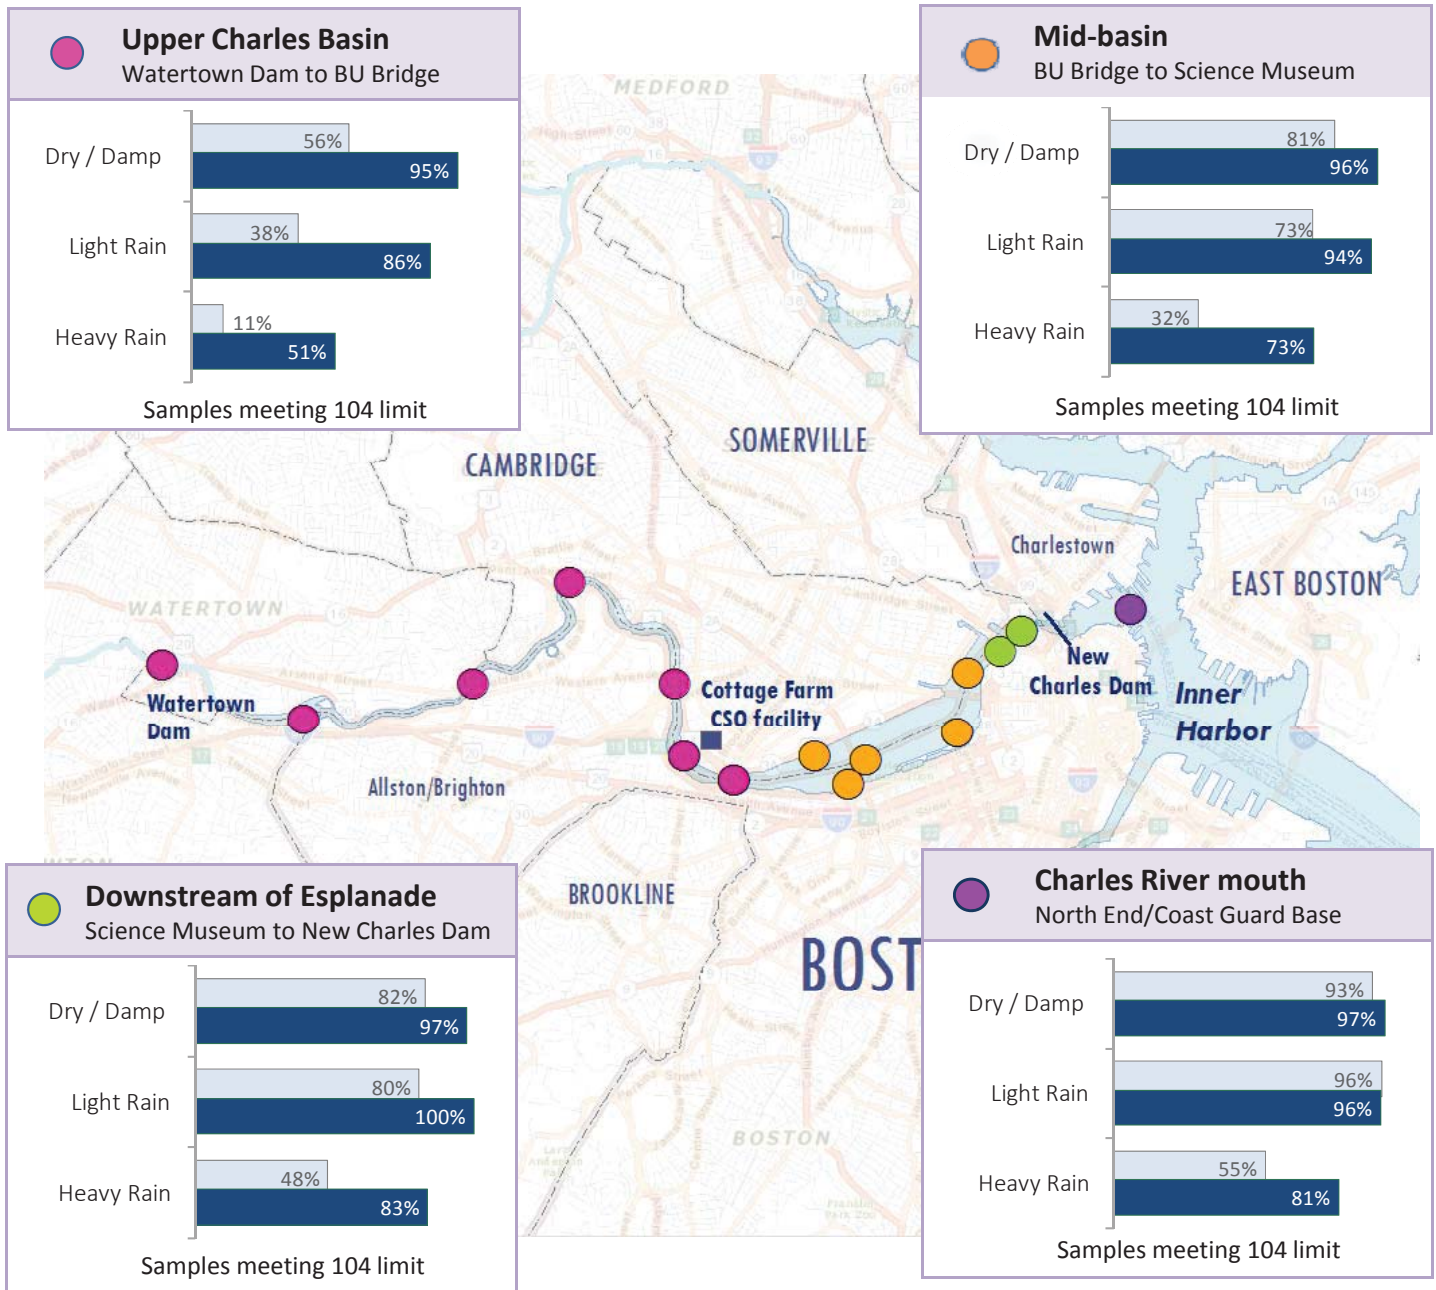 Upper Charles Basin
Watertown Dam to BU Bridge
Dry / Damp
56%
95%
Light Rain
38%
86%
Heavy Rain
11%
51%
Samples meeting 104 limit
Mid-basin
BU Bridge to Science Museum
Dry / Damp
81%
96%
Light Rain
73%
94%
Heavy Rain
32%
73%
Samples meeting 104 limit
MEDFORD
SOMERVILLE
CAMBRIDGE
Charlestown
EAST BOSTON
WATERTOWN
Watertown
Dam
Cottage Farm
CSO facility
New
Charles Dam
Inner
Harbor
Allston/Brighton
BROOKLINE
BOST
BOSTON
Downstream of Esplanade
Science Museum to New Charles Dam
Dry / Damp
82%
97%
Light Rain
80%
100%
Heavy Rain
48%
83%
Samples meeting 104 limit
Charles River mouth
North End/Coast Guard Base
Dry / Damp
93%
97%
Light Rain
96%
96%
Heavy Rain
55%
81%
Samples meeting 104 limit